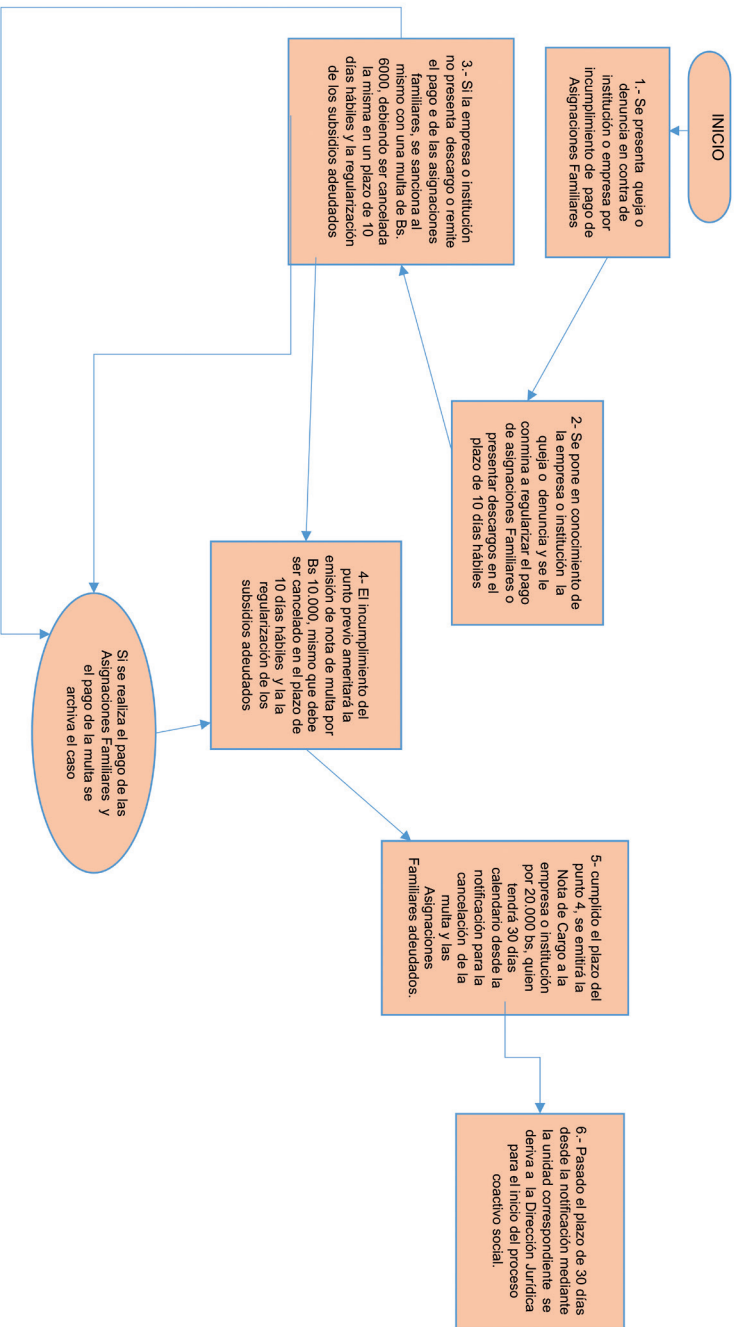 INICIO
1.- Se presenta queja o
denuncia en contra de
institución o empresa por
incumplimiento de pago de
Asignaciones Familiares
2- Se pone en conocimiento de
la empresa o institución la
queja o denuncia y se le
conmina a regularizar el pago
de asignaciones Familiares o
presentar descargos en el
plazo de 10 días hábiles
3.- Si la empresa o institución
no presenta descargo o remite
el pago e de las asignaciones
familiares, se sanciona al
mismo con una multa de Bs.
6000, debiendo ser cancelada
la misma en un plazo de 10
días hábiles y la regularización
de los subsidios adeudados
4- El incumplimiento del
punto previo ameritará la
emisión de nota de multa por
Bs 10.000, mismo que debe
ser cancelado en el plazo de
10 días hábiles y la la
regularización de los
subsidios adeudados
Si se realiza el pago de las
Asignaciones Familiares y
el pago de la multa se
archiva el caso
5- cumplido el plazo del
punto 4, se emitirá la
Nota de Cargo a la
empresa o institución
por 20.000 bs, quien
tendrá 30 días
calendario desde la
notificación para la
cancelación de la
multa y las
Asignaciones
Familiares adeudados.
6.- Pasado el plazo de 30 días
desde la notificación mediante
la unidad correspondiente se
deriva a la Dirección Jurídica
para el inicio del proceso
coactivo social.